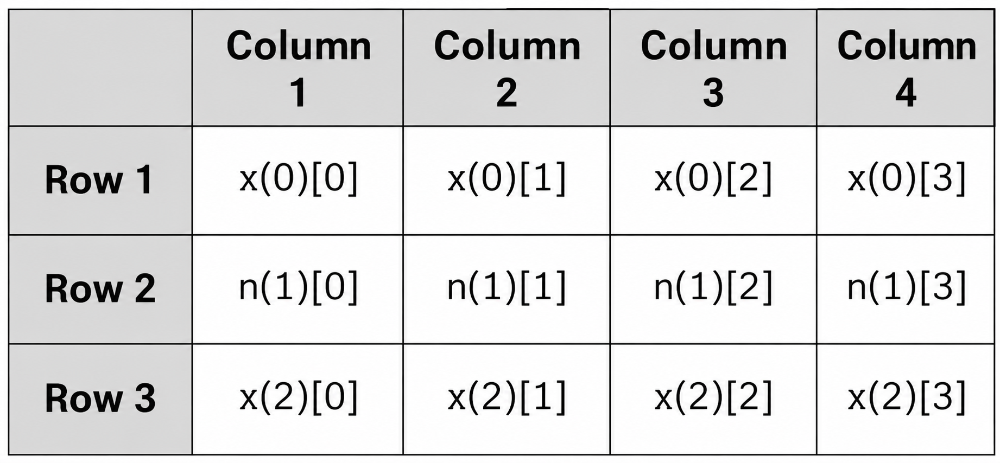 Column 1 Column 2 Column 3 Column 4
Row 1 x(0)[0] x(0)[1] x(0)[2] x(0)[3]
Row 2 n(1)[0] n(1)[1] n(1)[2] n(1)[3]
Row 3 x(2)[0] x(2)[1] x(2)[2] x(2)[3]